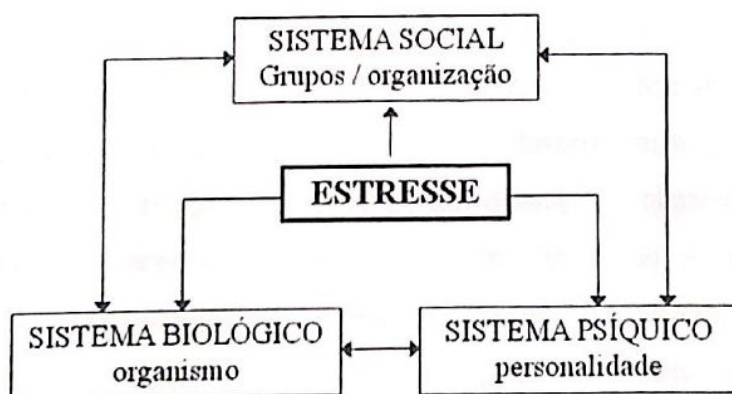 SISTEMA SOCIAL
Grupos / organização
ESTRESSE
SISTEMA BIOLÓGICO
organismo
SISTEMA PSÍQUICO
personalidade